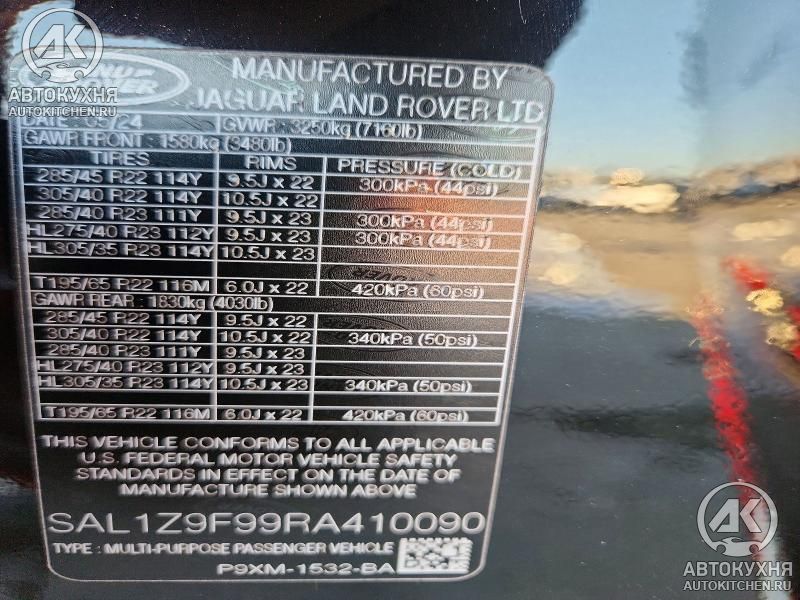 АК
АВТОКУХНЯ
AUTOKITCHEN.RU
MANUFACTURED BY
JAGUAR LAND ROVER LTD
DATE 05/24 GVWR 3250kg (7160lb)
GAWR FRONT : 1580kg (3480lb)
TIRES RIMS PRESSURE (COLD)
285/45 R22 114Y 9.5J x 22 300kPa (44psi)
305/40 R22 114Y 10.5J x 22
285/40 R23 111Y 9.5J x 23 300kPa (44psi)
HL275/40 R23 112Y 9.5J x 23 300kPa (44psi)
HL305/35 R23 114Y 10.5J x 23
T195/65 R22 116M 6.0J x 22 420kPa (60psi)
GAWR REAR : 1830kg (4030lb)
285/45 R22 114Y 9.5J x 22
305/40 R22 114Y 10.5J x 22 340kPa (50psi)
285/40 R23 111Y 9.5J x 23
HL275/40 R23 112Y 9.5J x 23
HL305/35 R23 114Y 10.5J x 23 340kPa (50psi)
T195/65 R22 116M 6.0J x 22 420kPa (60psi)
THIS VEHICLE CONFORMS TO ALL APPLICABLE
U.S. FEDERAL MOTOR VEHICLE SAFETY
STANDARDS IN EFFECT ON THE DATE OF
MANUFACTURE SHOWN ABOVE
SAL1Z9F99RA410090
TYPE : MULTI-PURPOSE PASSENGER VEHICLE
P9XM-1532-BA
АК
АВТОКУХНЯ
AUTOKITCHEN.RU